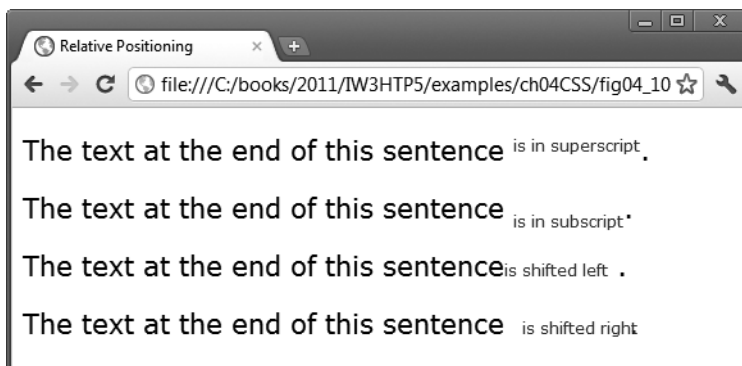 Relative Positioning
file:///C:/books/2011/IW3HTP5/examples/ch04CSS/fig04_10
The text at the end of this sentence is in superscript.
The text at the end of this sentence is in subscript.
The text at the end of this sentence is shifted left .
The text at the end of this sentence is shifted right.